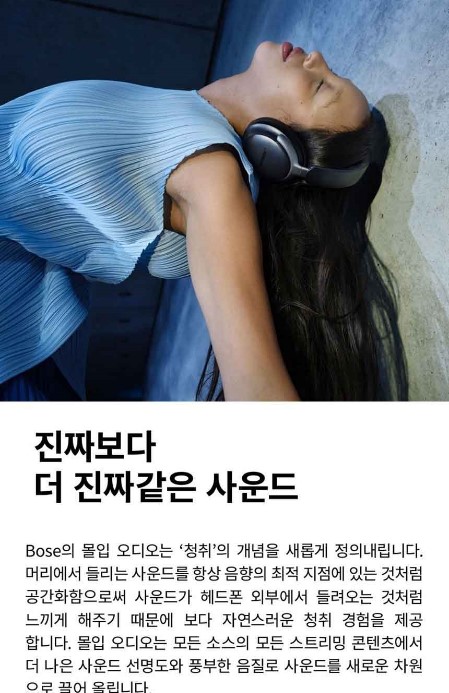 진짜보다
더 진짜같은 사운드
Bose의 몰입 오디오는 ‘청취’의 개념을 새롭게 정의내립니다.
머리에서 들리는 사운드를 항상 음향의 최적 지점에 있는 것처럼
공간화함으로써 사운드가 헤드폰 외부에서 들려오는 것처럼
느끼게 해주기 때문에 보다 자연스러운 청취 경험을 제공
합니다. 몰입 오디오는 모든 소스의 모든 스트리밍 콘텐츠에서
더 나은 사운드 선명도와 풍부한 음질로 사운드를 새로운 차원
으로 끌어 올립니다.